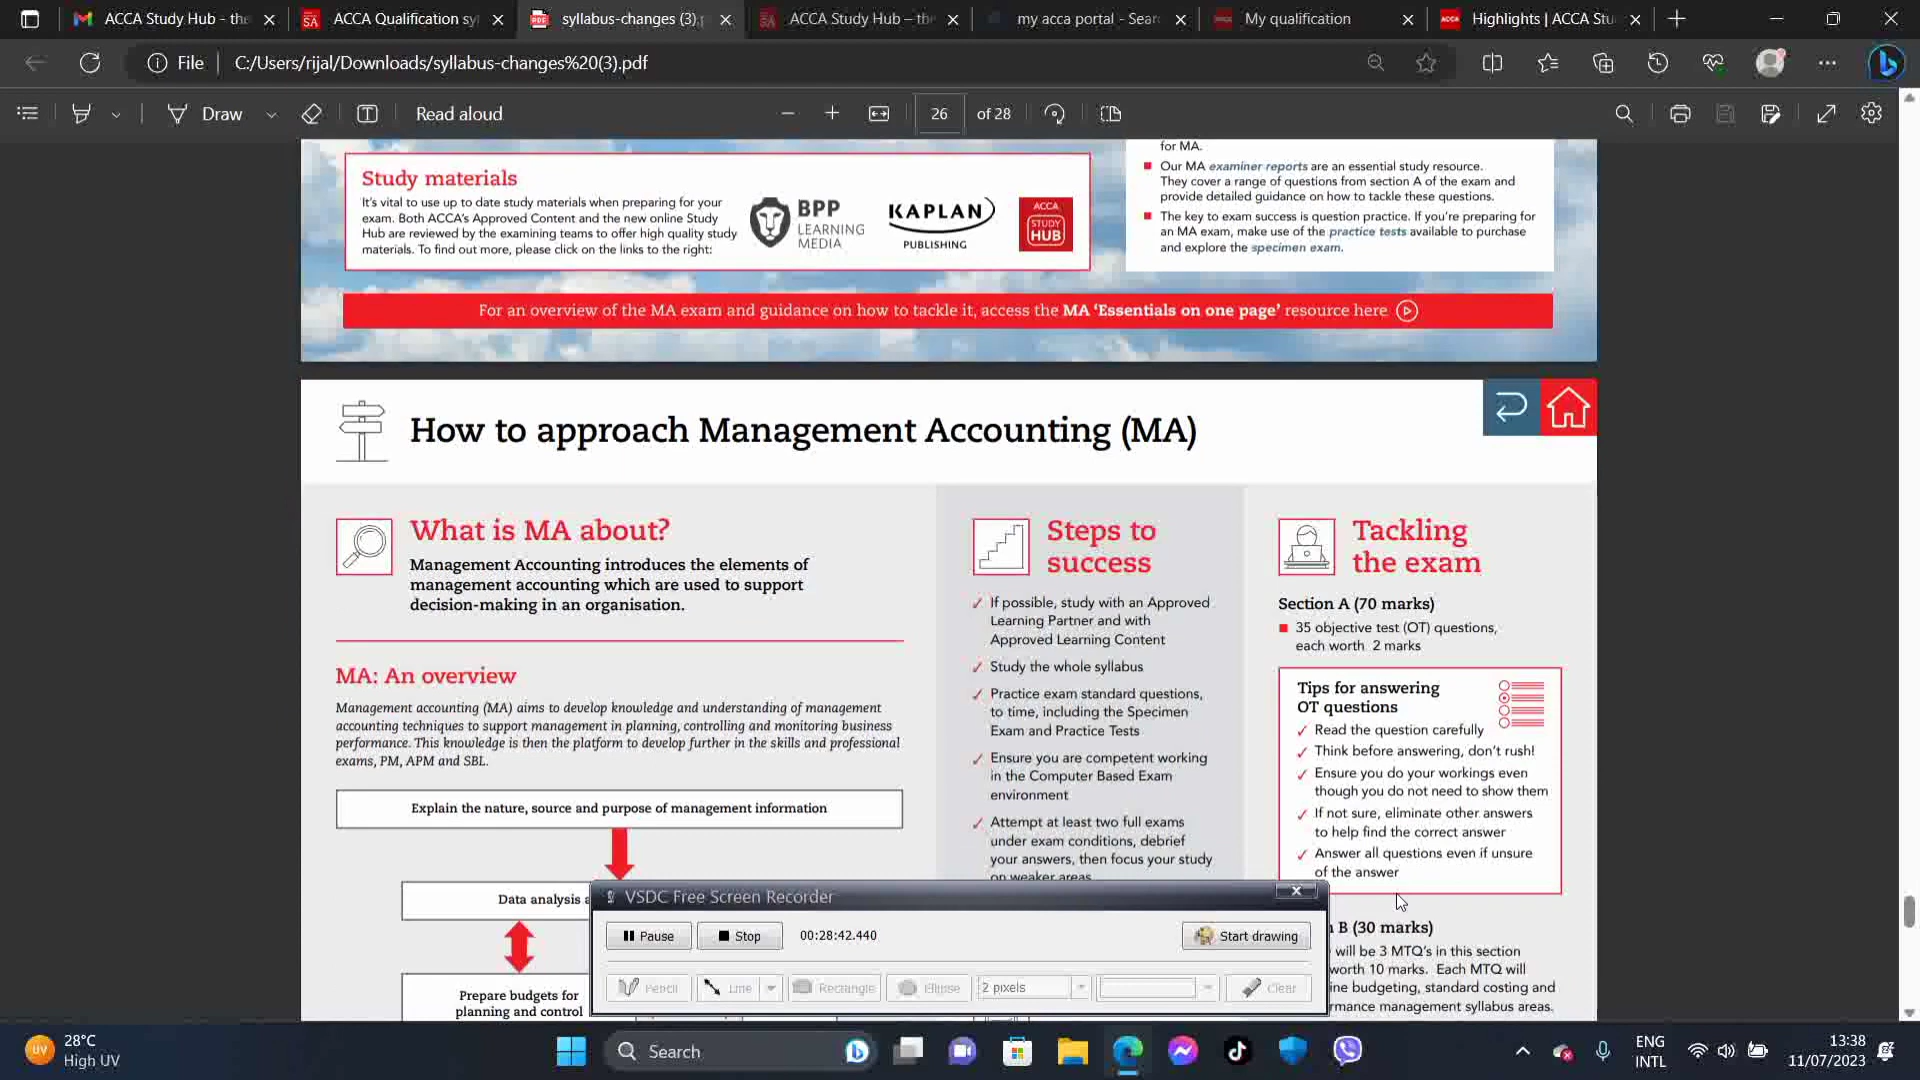 ACCA Study Hub - the
ACCA Qualification sy
syllabus-changes (3).p
ACCA Study Hub – the
my acca portal - Sear
My qualification
Highlights | ACCA Stu
File
C:/Users/rijal/Downloads/syllabus-changes%20(3).pdf
Draw
Read aloud
26
of 28
Study materials
It's vital to use up to date study materials when preparing for your
exam. Both ACCA's Approved Content and the new online Study
Hub are reviewed by the examining teams to offer high quality study
materials. To find out more, please click on the links to the right:
BPP
LEARNING
MEDIA
KAPLAN
PUBLISHING
ACCA
STUDY
HUB
for MA.
Our MA examiner reports are an essential study resource.
They cover a range of questions from section A of the exam and
provide detailed guidance on how to tackle these questions.
The key to exam success is question practice. If you're preparing for
an MA exam, make use of the practice tests available to purchase
and explore the specimen exam.
For an overview of the MA exam and guidance on how to tackle it, access the MA 'Essentials on one page' resource here
How to approach Management Accounting (MA)
What is MA about?
Management Accounting introduces the elements of
management accounting which are used to support
decision-making in an organisation.
MA: An overview
Management accounting (MA) aims to develop knowledge and understanding of management
accounting techniques to support management in planning, controlling and monitoring business
performance. This knowledge is then the platform to develop further in the skills and professional
exams, PM, APM and SBL.
Explain the nature, source and purpose of management information
Data analysis a
Prepare budgets for
planning and control
Steps to
success
✓ If possible, study with an Approved
Learning Partner and with
Approved Learning Content
✓ Study the whole syllabus
✓ Practice exam standard questions,
to time, including the Specimen
Exam and Practice Tests
✓ Ensure you are competent working
in the Computer Based Exam
environment
✓ Attempt at least two full exams
under exam conditions, debrief
your answers, then focus your study
on weaker areas
Tackling
the exam
Section A (70 marks)
35 objective test (OT) questions,
each worth 2 marks
Tips for answering
OT questions
✓ Read the question carefully
✓ Think before answering, don't rush!
✓ Ensure you do your workings even
though you do not need to show them
✓ If not sure, eliminate other answers
to help find the correct answer
✓ Answer all questions even if unsure
of the answer
n B (30 marks)
will be 3 MTQ's in this section
worth 10 marks. Each MTQ will
ine budgeting, standard costing and
rmance management syllabus areas.
VSDC Free Screen Recorder
Pause
Stop
00:28:42.440
Start drawing
Pencil
Line
Rectangle
Ellipse
2 pixels
Clear
28°C
High UV
Search
ENG
INTL
13:38
11/07/2023